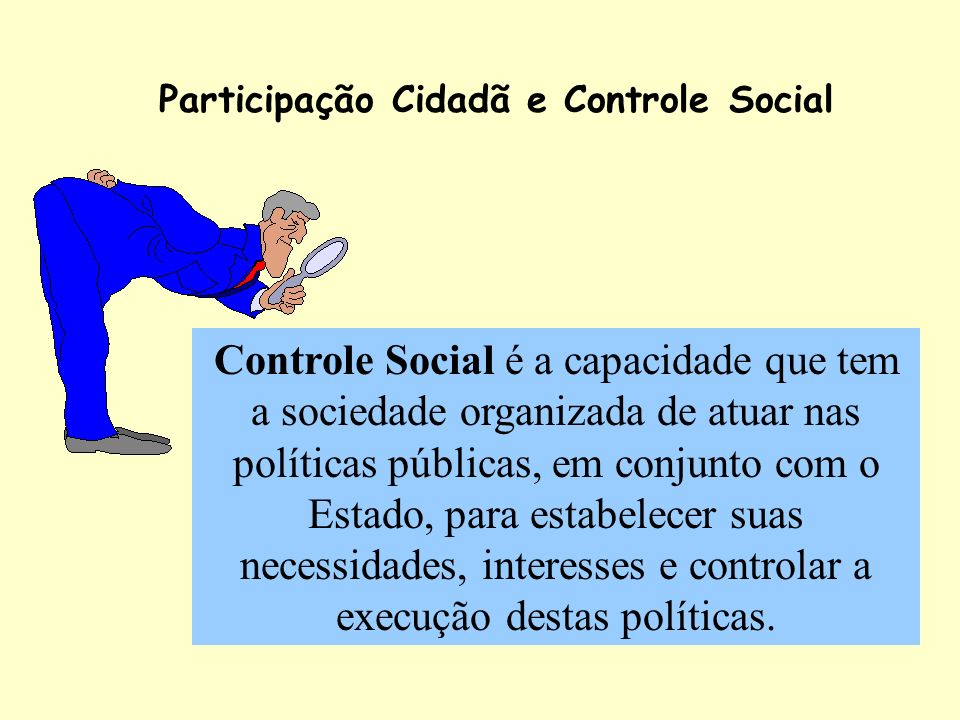 Participação Cidadã e Controle Social
Controle Social é a capacidade que tem
a sociedade organizada de atuar nas
políticas públicas, em conjunto com o
Estado, para estabelecer suas
necessidades, interesses e controlar a
execução destas políticas.